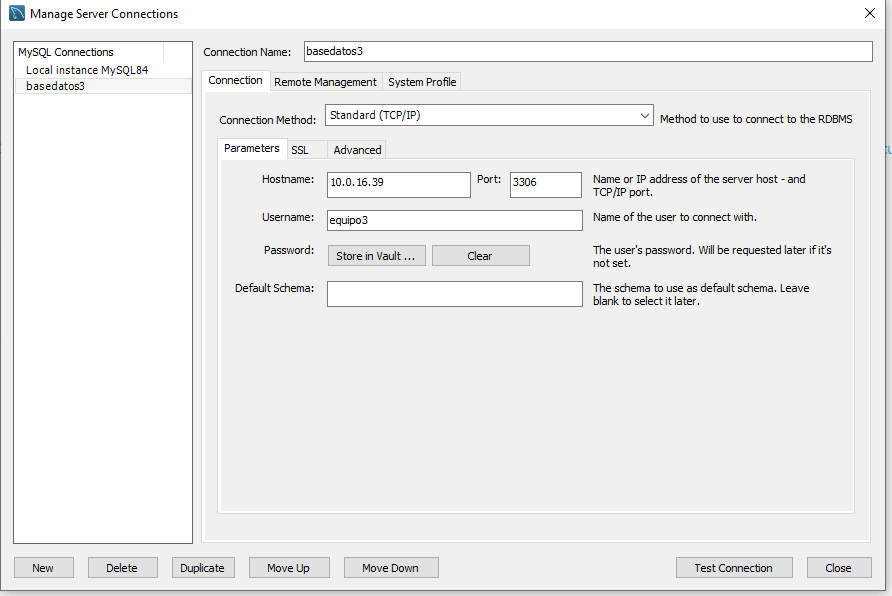 Manage Server Connections
MySQL Connections
Local instance MySQL84
basedatos3
Connection Name: basedatos3
Connection Remote Management System Profile
Connection Method: Standard (TCP/IP) Method to use to connect to the RDBMS
Parameters SSL Advanced
Hostname: 10.0.16.39 Port: 3306 Name or IP address of the server host - and
TCP/IP port.
Username: equipo3 Name of the user to connect with.
Password: Store in Vault ... Clear The user's password. Will be requested later if it's
not set.
Default Schema: The schema to use as default schema. Leave
blank to select it later.
New Delete Duplicate Move Up Move Down Test Connection Close